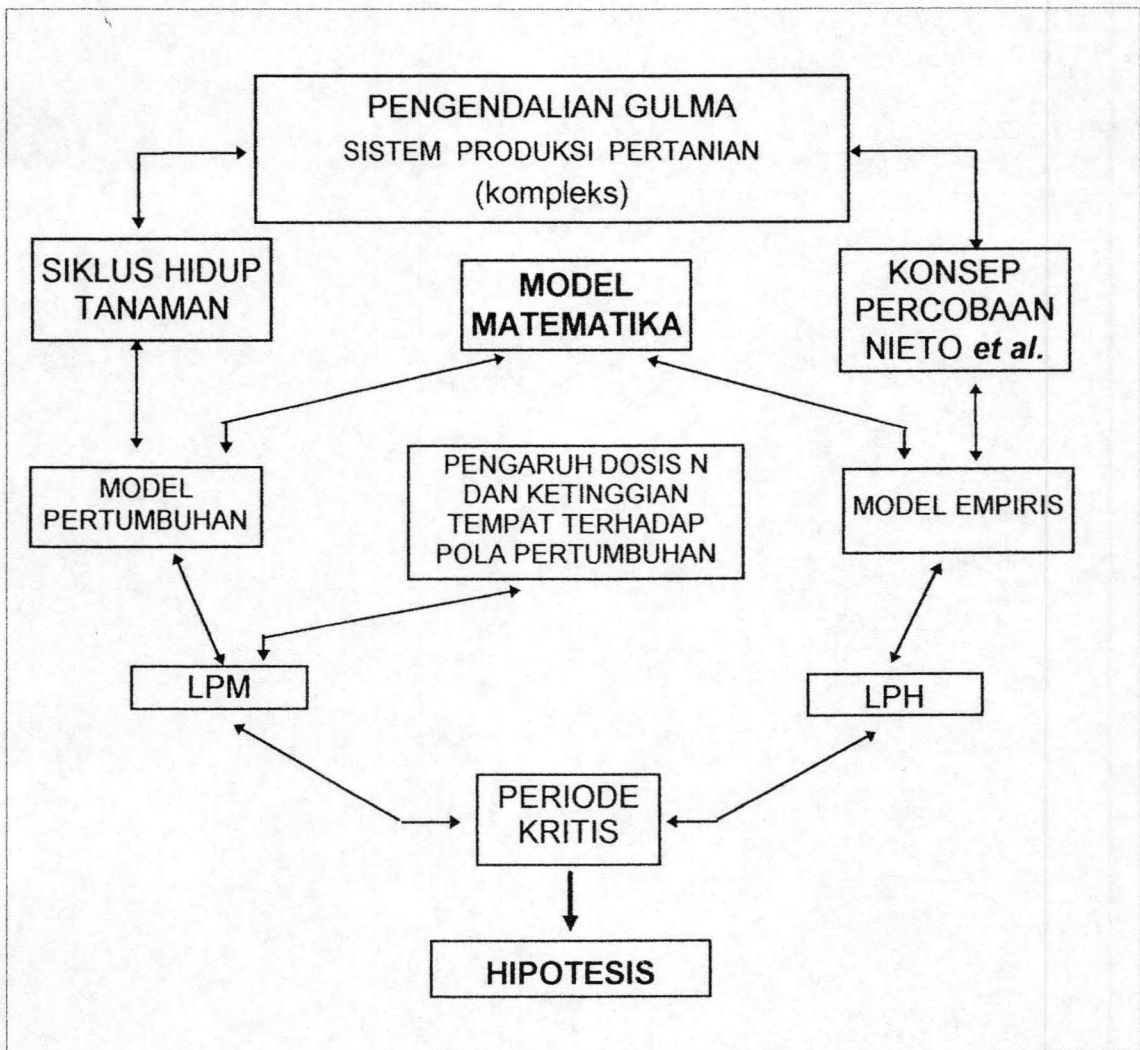 PENGENDALIAN GULMA
SISTEM PRODUKSI PERTANIAN
(kompleks)
SIKLUS HIDUP
TANAMAN
MODEL
MATEMATIKA
KONSEP
PERCOBAAN
NIETO et al.
MODEL
PERTUMBUHAN
PENGARUH DOSIS N
DAN KETINGGIAN
TEMPAT TERHADAP
POLA PERTUMBUHAN
MODEL EMPIRIS
LPM
LPH
PERIODE
KRITIS
HIPOTESIS